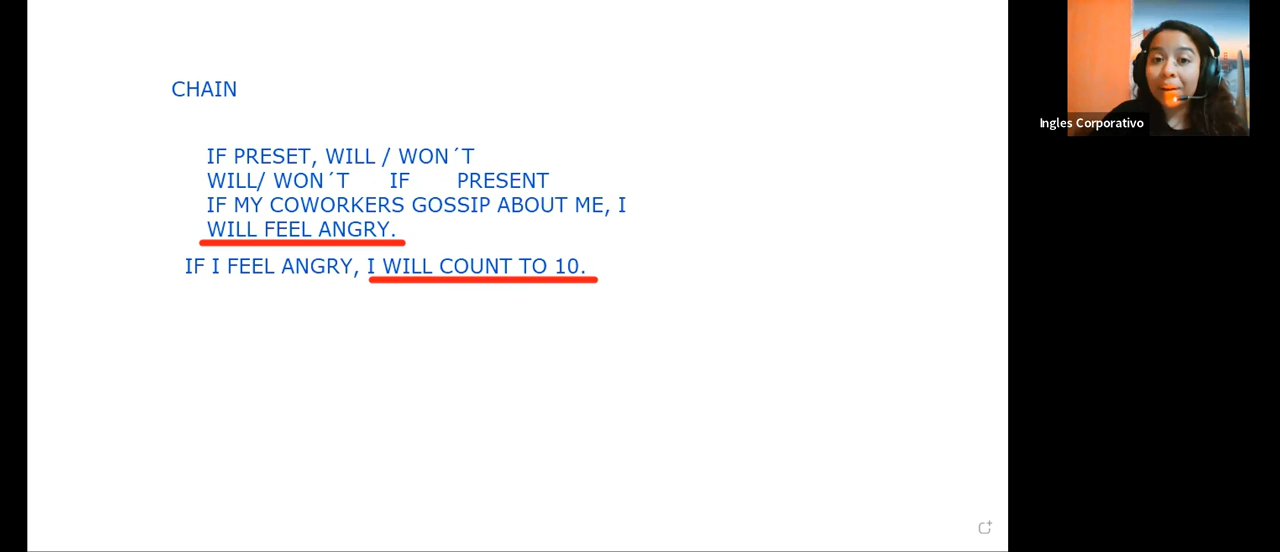 CHAIN
IF PRESET, WILL / WON´T
WILL/ WON´T IF PRESENT
IF MY COWORKERS GOSSIP ABOUT ME, I
WILL FEEL ANGRY.
IF I FEEL ANGRY, I WILL COUNT TO 10.
Ingles Corporativo